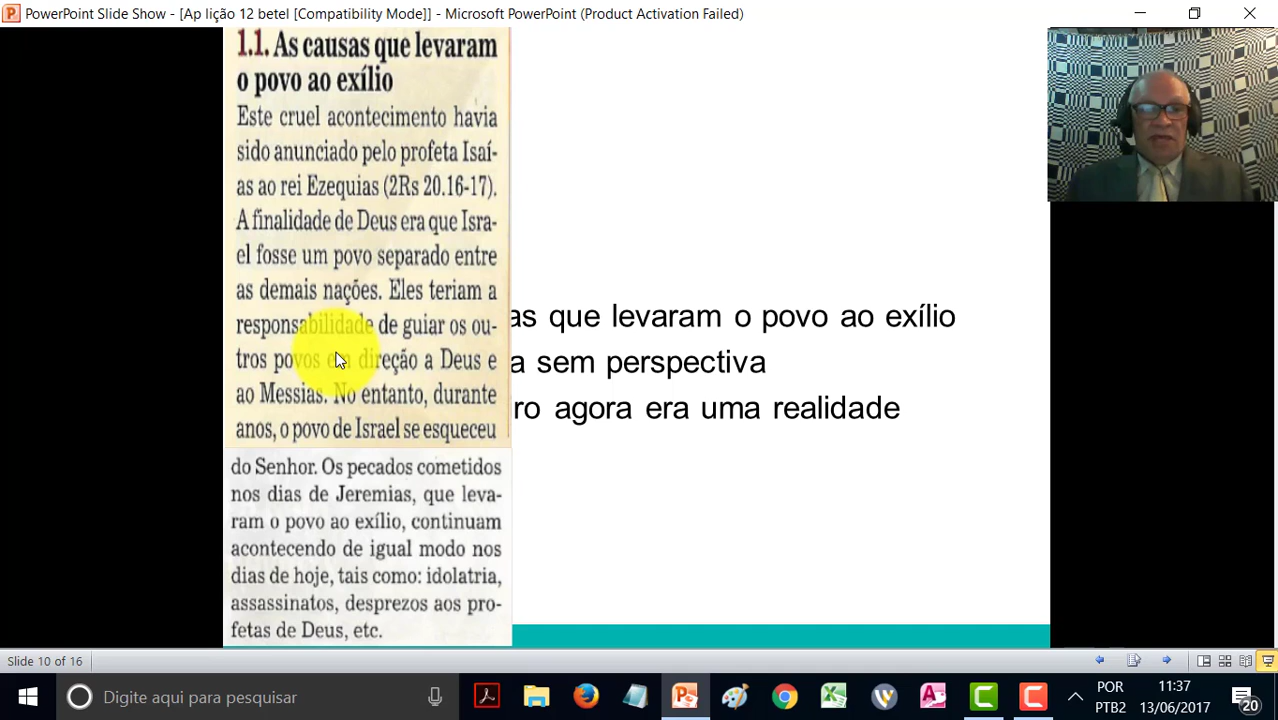 PowerPoint Slide Show - [Ap lição 12 betel [Compatibility Mode]] - Microsoft PowerPoint (Product Activation Failed)
1.1. As causas que levaram
o povo ao exílio
Este cruel acontecimento havia
sido anunciado pelo profeta Isaí-
as ao rei Ezequias (2Rs 20.16-17).
A finalidade de Deus era que Isra-
el fosse um povo separado entre
as demais nações. Eles teriam a
responsabilidade de guiar os ou-
tros povos em direção a Deus e
ao Messias. No entanto, durante
anos, o povo de Israel se esqueceu
do Senhor. Os pecados cometidos
nos dias de Jeremias, que leva-
ram o povo ao exílio, continuam
acontecendo de igual modo nos
dias de hoje, tais como: idolatria,
assassinatos, desprezos aos pro-
fetas de Deus, etc.
as que levaram o povo ao exílio
a sem perspectiva
ro agora era uma realidade
Slide 10 of 16
Digite aqui para pesquisar
POR
PTB2
11:37
13/06/2017
20